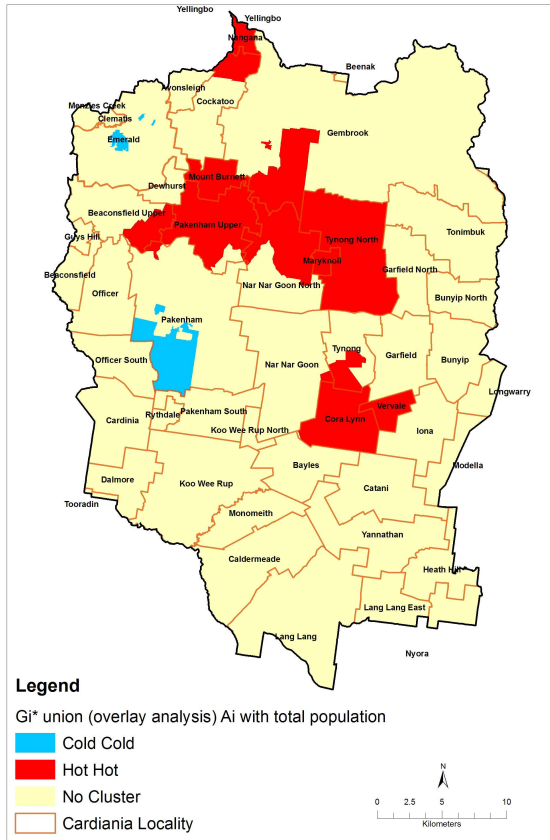 Yellingbo
Yellingbo
Nangana
Beenak
Avonsleigh
Cockatoo
Menzies Creek
Clematis
Emerald
Gembrook
Mount Burnett
Dewhurst
Beaconsfield Upper
Pakenham Upper
Tonimbuk
Guys Hill
Tynong North
Maryknoll
Garfield North
Beaconsfield
Officer
Nar Nar Goon North
Bunyip North
Pakenham
Tynong
Garfield
Officer South
Nar Nar Goon
Bunyip
Longwarry
Vervale
Rythdale
Pakenham South
Cardinia
Cora Lynn
Koo Wee Rup North
Iona
Bayles
Modella
Dalmore
Koo Wee Rup
Catani
Tooradin
Monomeith
Yannathan
Caldermeade
Heath Hill
Lang Lang East
Lang Lang
Nyora
Legend
Gi* union (overlay analysis) Ai with total population
Cold Cold
Hot Hot
No Cluster
Cardiania Locality
N
0 2.5 5 10
Kilometers